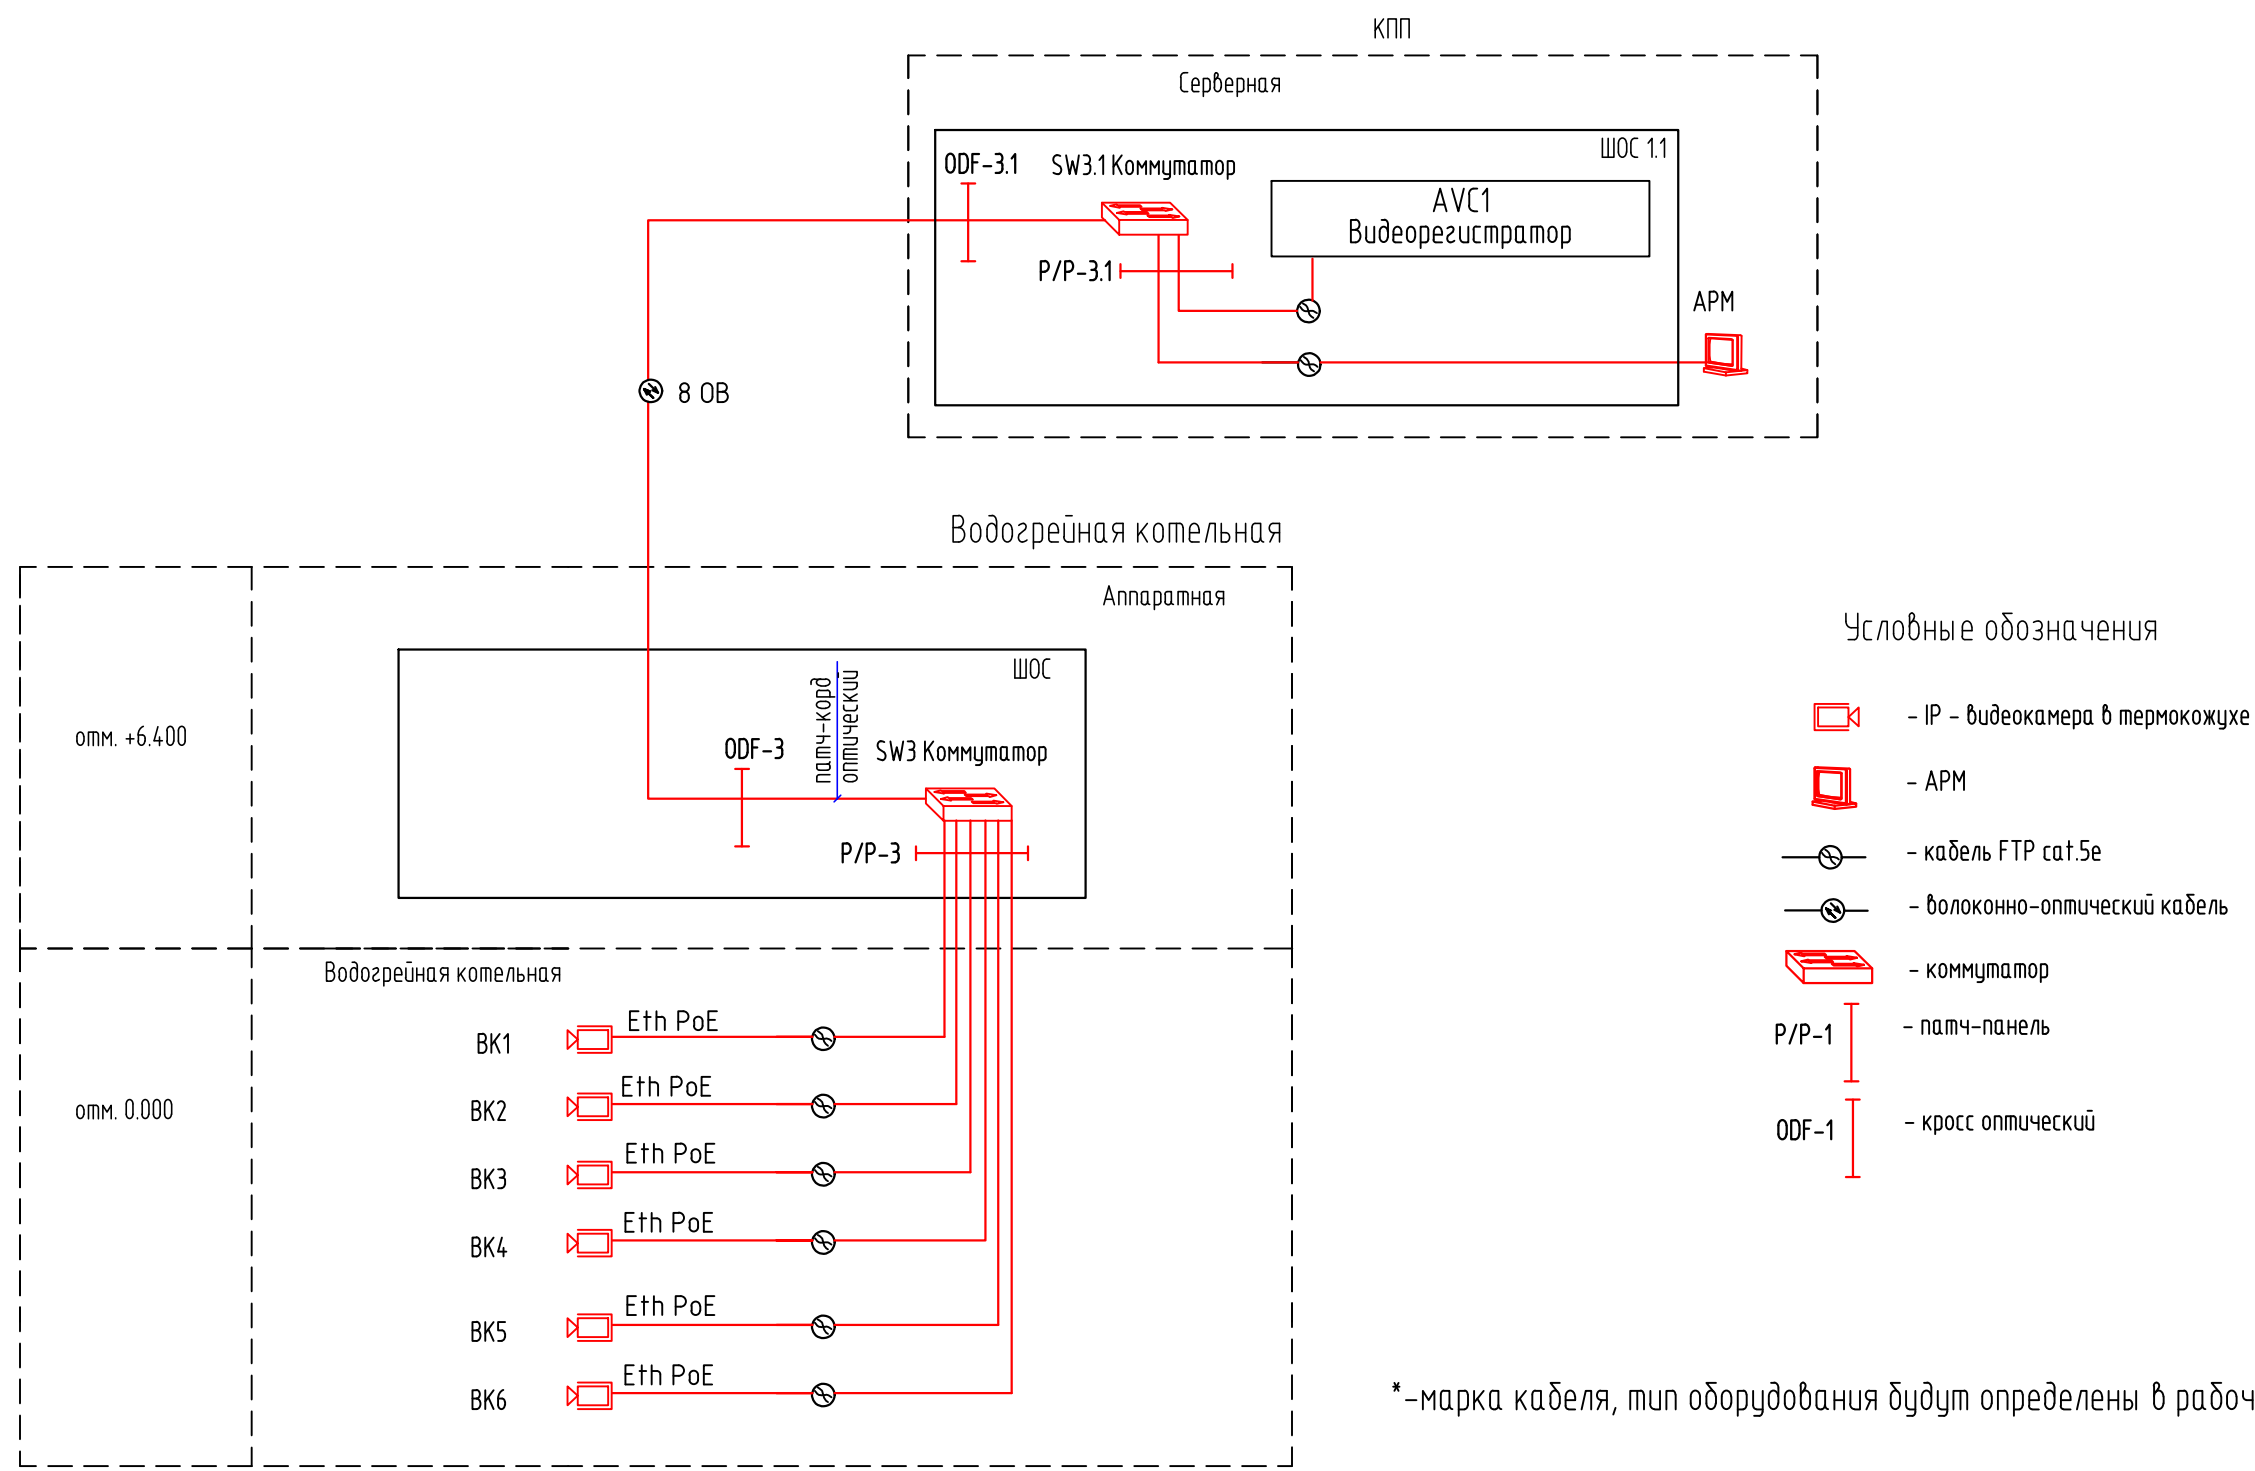 КПП
Серверная
ШОС 1.1
ODF-3.1
SW3.1 Коммутатор
AVC1
Видеорегистратор
P/P-3.1
АРМ
8 ОВ
Водогрейная котельная
Аппаратная
ШОС
отм. +6.400
патч-корд
оптический
ODF-3
SW3 Коммутатор
P/P-3
Водогрейная котельная
отм. 0.000
ВК1
Eth PoE
ВК2
Eth PoE
ВК3
Eth PoE
ВК4
Eth PoE
ВК5
Eth PoE
ВК6
Eth PoE
Условные обозначения
- IP - видеокамера в термокожухе
- АРМ
- кабель FTP cat.5e
- волоконно-оптический кабель
- коммутатор
P/P-1
- патч-панель
ODF-1
- кросс оптический
*-марка кабеля, тип оборудования будут определены в рабоч